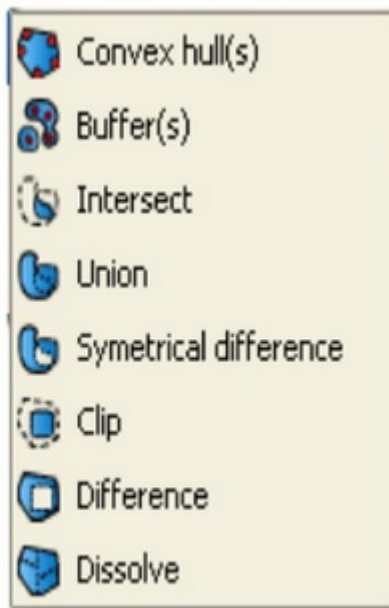 Convex hull(s)
Buffer(s)
Intersect
Union
Symetrical difference
Clip
Difference
Dissolve